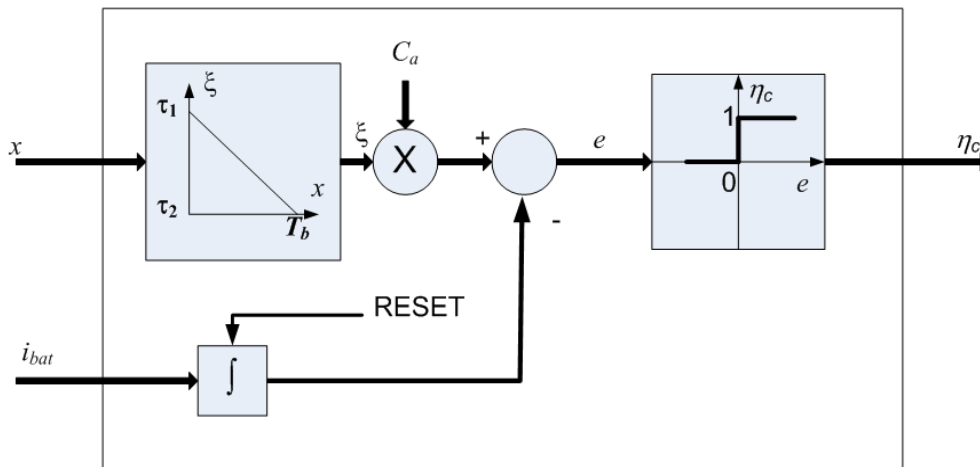 C_a
τ1
ξ
x
τ2
T_b
x
ξ
X
+
-
e
η_c
1
0
e
η_c
RESET
i_bat
∫